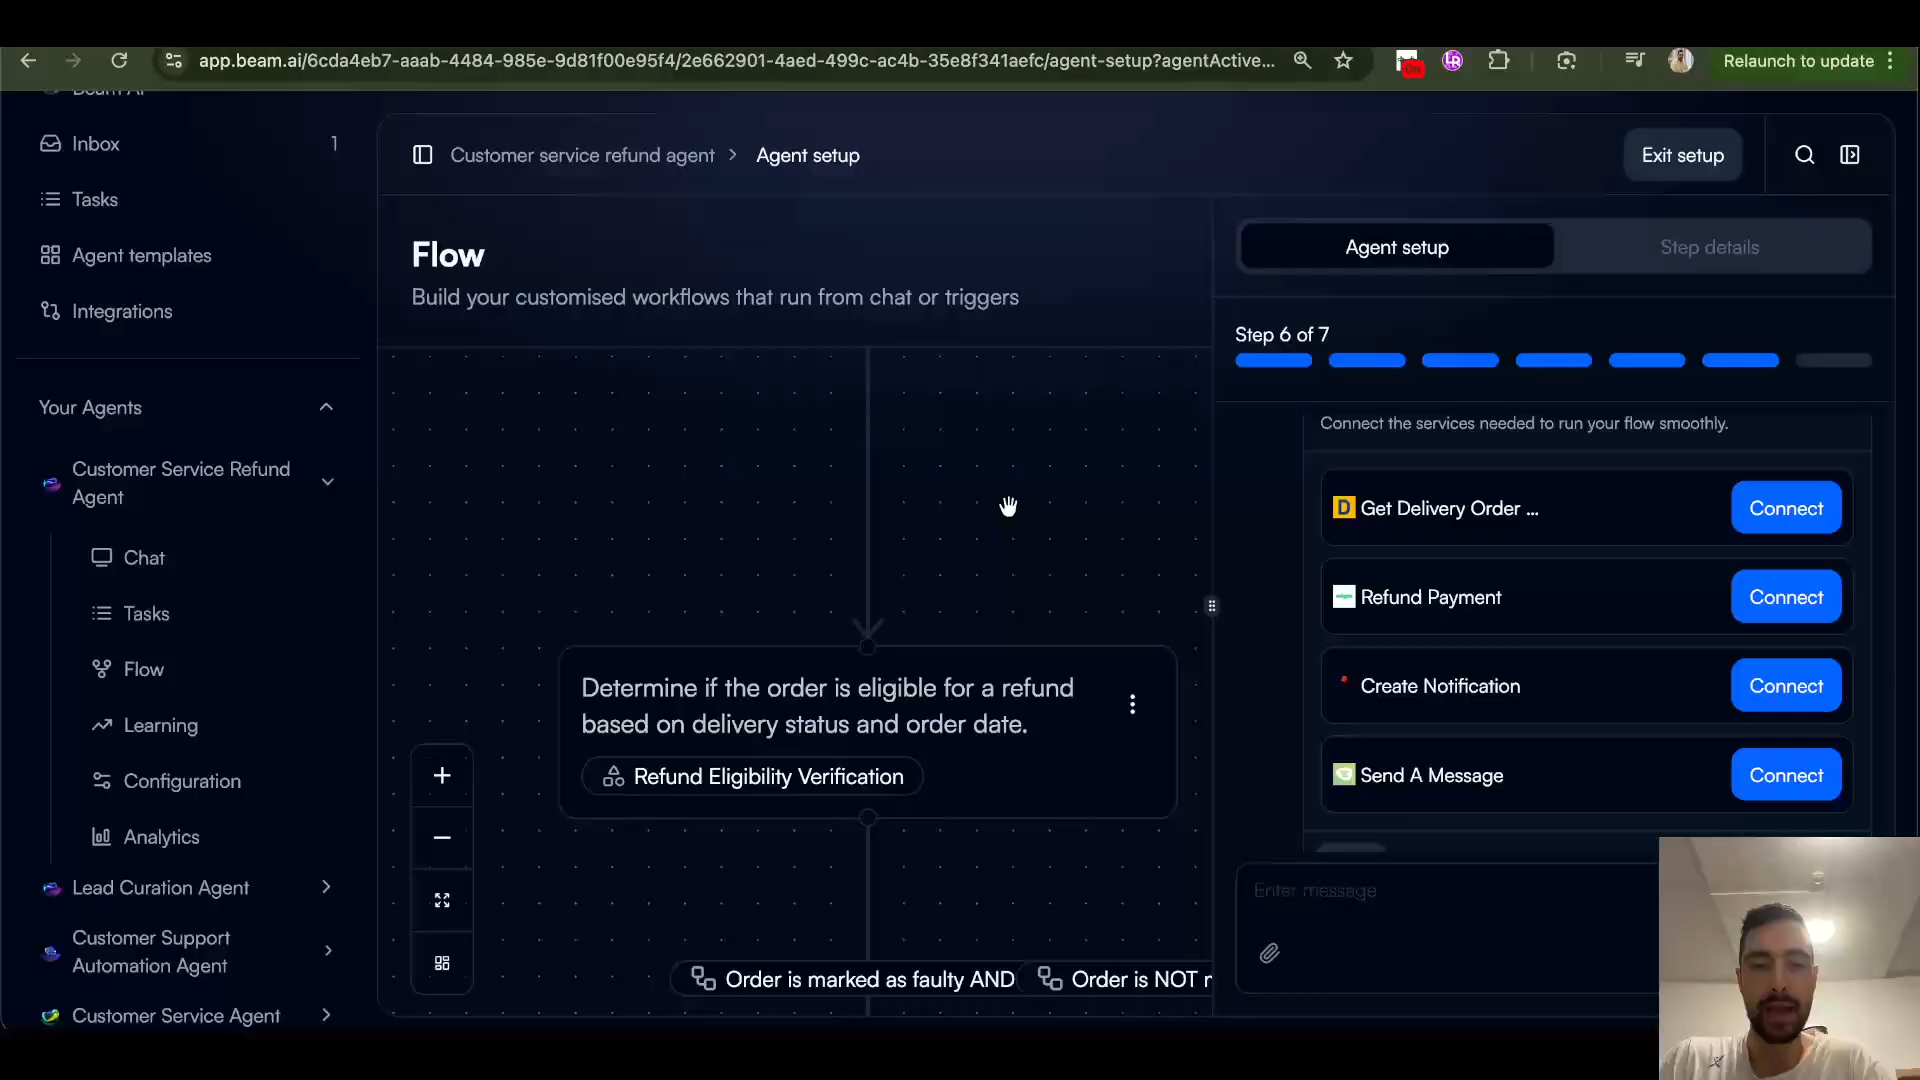 app.beam.ai/6cda4eb7-aaab-4484-985e-9d81f00e95f4/2e662901-4aed-499c-ac4b-35e8f341aefc/agent-setup?agentActive...
On
LR
Relaunch to update
Beam AI
Inbox 1
Tasks
Agent templates
Integrations
Your Agents
Customer Service Refund
Agent
Chat
Tasks
Flow
Learning
Configuration
Analytics
Lead Curation Agent
Customer Support
Automation Agent
Customer Service Agent
Customer service refund agent > Agent setup
Exit setup
Flow
Build your customised workflows that run from chat or triggers
Determine if the order is eligible for a refund
based on delivery status and order date.
Refund Eligibility Verification
Order is marked as faulty AND
Order is NOT r
Agent setup
Step details
Step 6 of 7
Connect the services needed to run your flow smoothly.
D Get Delivery Order ... Connect
Refund Payment Connect
Create Notification Connect
Send A Message Connect
Enter message